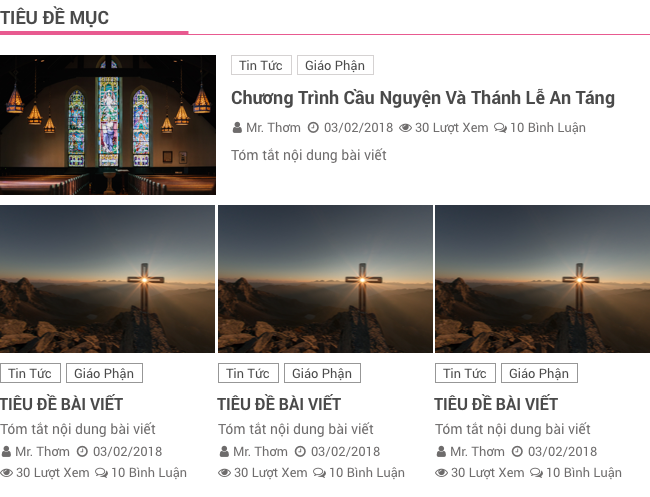 TIÊU ĐỀ MỤC
Tin Tức Giáo Phận
Chương Trình Cầu Nguyện Và Thánh Lễ An Táng
Mr. Thơm 03/02/2018 30 Lượt Xem 10 Bình Luận
Tóm tắt nội dung bài viết
Tin Tức Giáo Phận
TIÊU ĐỀ BÀI VIẾT
Tóm tắt nội dung bài viết
Mr. Thơm 03/02/2018
30 Lượt Xem 10 Bình Luận
Tin Tức Giáo Phận
TIÊU ĐỀ BÀI VIẾT
Tóm tắt nội dung bài viết
Mr. Thơm 03/02/2018
30 Lượt Xem 10 Bình Luận
Tin Tức Giáo Phận
TIÊU ĐỀ BÀI VIẾT
Tóm tắt nội dung bài viết
Mr. Thơm 03/02/2018
30 Lượt Xem 10 Bình Luận